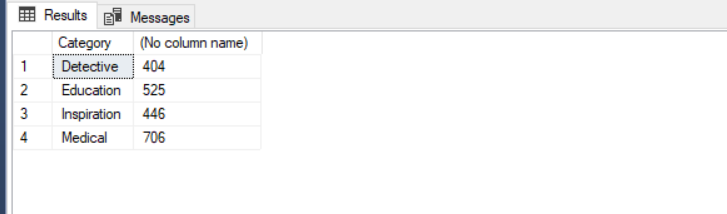 Results Messages
Category (No column name)
1 Detective 404
2 Education 525
3 Inspiration 446
4 Medical 706